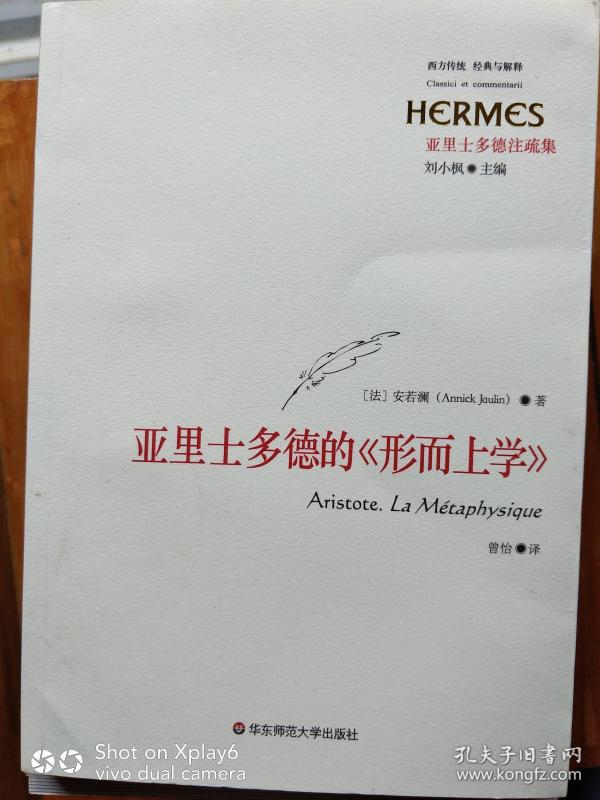 西方传统 经典与解释
Classici et commentarii
HERMES
亚里士多德注疏集
刘小枫●主编
[法]安若澜(Annick Jaulin)●著
亚里士多德的《形而上学》
Aristote. La Métaphysique
曾怡●译
华东师范大学出版社
Shot on Xplay6
vivo dual camera
孔夫子旧书网
www.kongfz.com